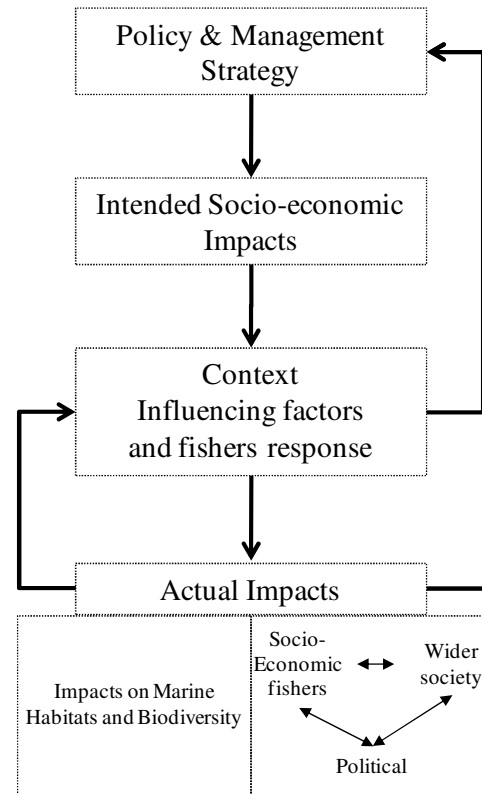 Policy & Management
Strategy
Intended Socio-economic
Impacts
Context
Influencing factors
and fishers response
Actual Impacts
Impacts on Marine
Habitats and Biodiversity
Socio-
Economic
fishers
Wider
society
Political